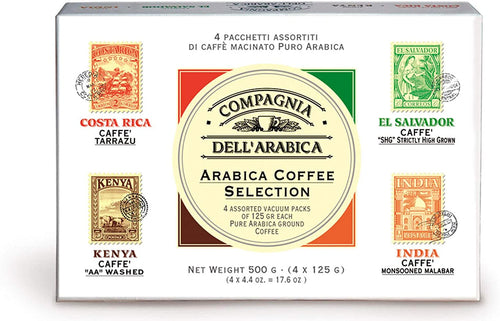 4 PACCHETTI ASSORTITI
DI CAFFÈ MACINATO PURO ARABICA
COSTA RICA
CAFFE'
TARRAZU
EL SALVADOR
CORREOS
EL SALVADOR
CAFFE'
"SHG" STRICTLY HIGH GROWN
COMPAGNIA
DELL'ARABICA
ARABICA COFFEE
SELECTION
4 ASSORTED VACUUM PACKS
OF 125 GR EACH
PURE ARABICA GROUND
COFFEE
KENYA
KENYA
CAFFE'
"AA" WASHED
INDIA
INDIA
CAFFE'
MONSOONED MALABAR
NET WEIGHT 500 G - (4 X 125 G)
(4 X 4.4 OZ. = 17.6 OZ")